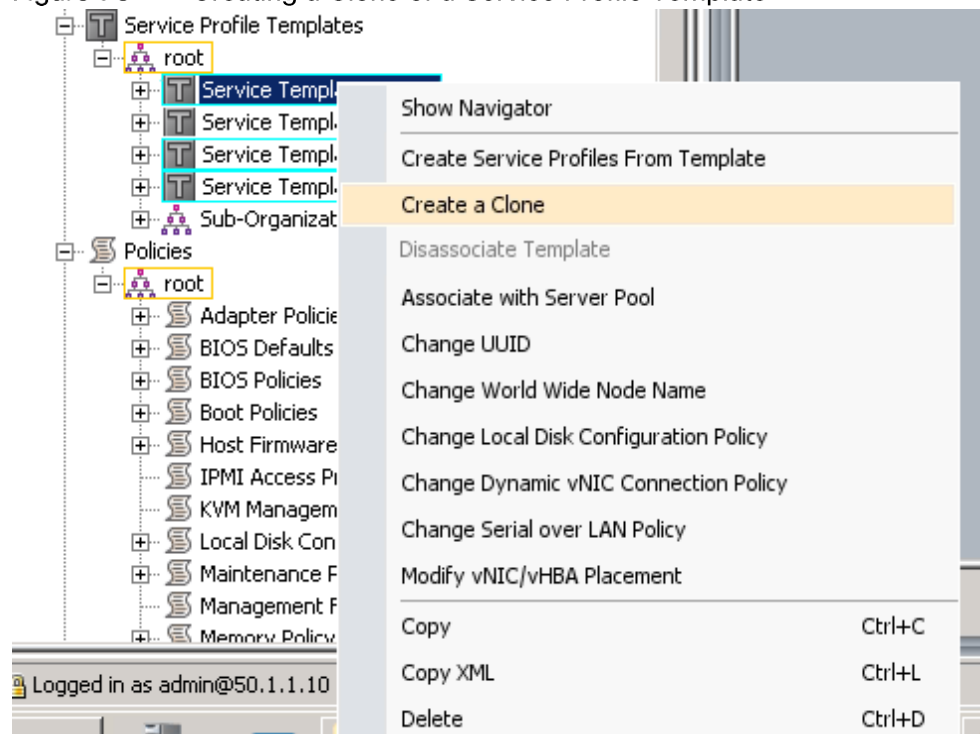 Service Profile Templates
root
Service Templ
Service Templ
Service Templ
Service Templ
Sub-Organizat
Policies
root
Adapter Policie
BIOS Defaults
BIOS Policies
Boot Policies
Host Firmware
IPMI Access
KVM Managem
Local Disk Con
Maintenance
Management
Memory Policy
Logged in as admin@50.1.1.10
Show Navigator
Create Service Profiles From Template
Create a Clone
Disassociate Template
Associate with Server Pool
Change UUID
Change World Wide Node Name
Change Local Disk Configuration Policy
Change Dynamic vNIC Connection Policy
Change Serial over LAN Policy
Modify vNIC/vHBA Placement
Copy Ctrl+C
Copy XML Ctrl+L
Delete Ctrl+D